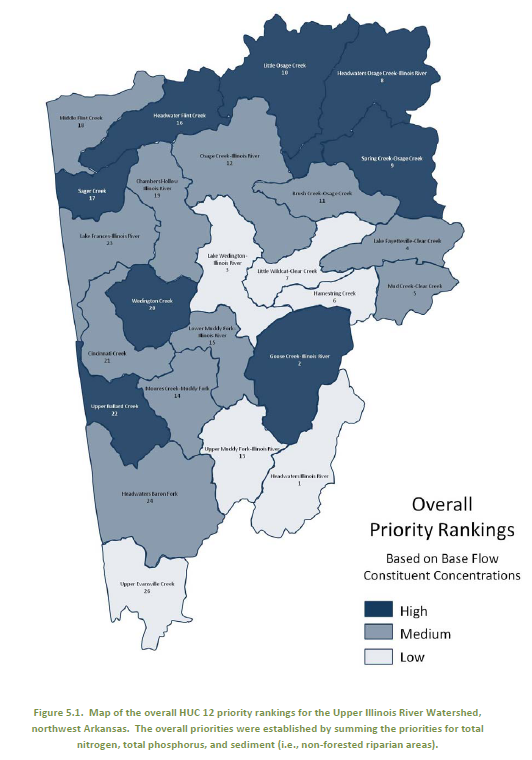 Little Osage Creek
10
Headwaters Osage Creek-Illinois River
8
Middle Flint Creek
18
Headwater Flint Creek
16
Spring Creek-Osage Creek
9
Osage Creek-Illinois River
12
Chambers Hollow
Illinois River
19
Sager Creek
17
Brush Creek-Osage Creek
11
Lake Frances-Illinois River
23
Lake Fayetteville-Clear Creek
4
Lake Wedington-
Illinois River
3
Little Wildcat-Clear Creek
7
Mud Creek-Clear Creek
5
Hamestring Creek
6
Wedington Creek
20
Lower Muddy Fork-
Illinois River
15
Cincinnati Creek
21
Goose Creek-Illinois River
2
Moores Creek-Muddy Fork
14
Upper Ballard Creek
22
Upper Muddy Fork-Illinois River
13
Headwaters Illinois River
1
Headwaters Baron Fork
24
Upper Evansville Creek
26
Overall
Priority Rankings
Based on Base Flow
Constituent Concentrations
High
Medium
Low
Figure 5.1. Map of the overall HUC 12 priority rankings for the Upper Illinois River Watershed,
northwest Arkansas. The overall priorities were established by summing the priorities for total
nitrogen, total phosphorus, and sediment (i.e., non-forested riparian areas).